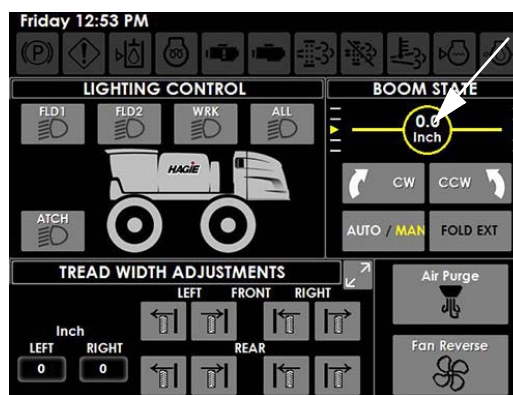 Friday 12:53 PM
LIGHTING CONTROL
FLD1 FLD2 WRK ALL
HAGIE
ATCH
BOOM STATE
0.0
Inch
CW CCW
AUTO / MAN FOLD EXT
TREAD WIDTH ADJUSTMENTS
LEFT FRONT RIGHT
Inch
LEFT RIGHT
0 0
REAR
Air Purge
Fan Reverse